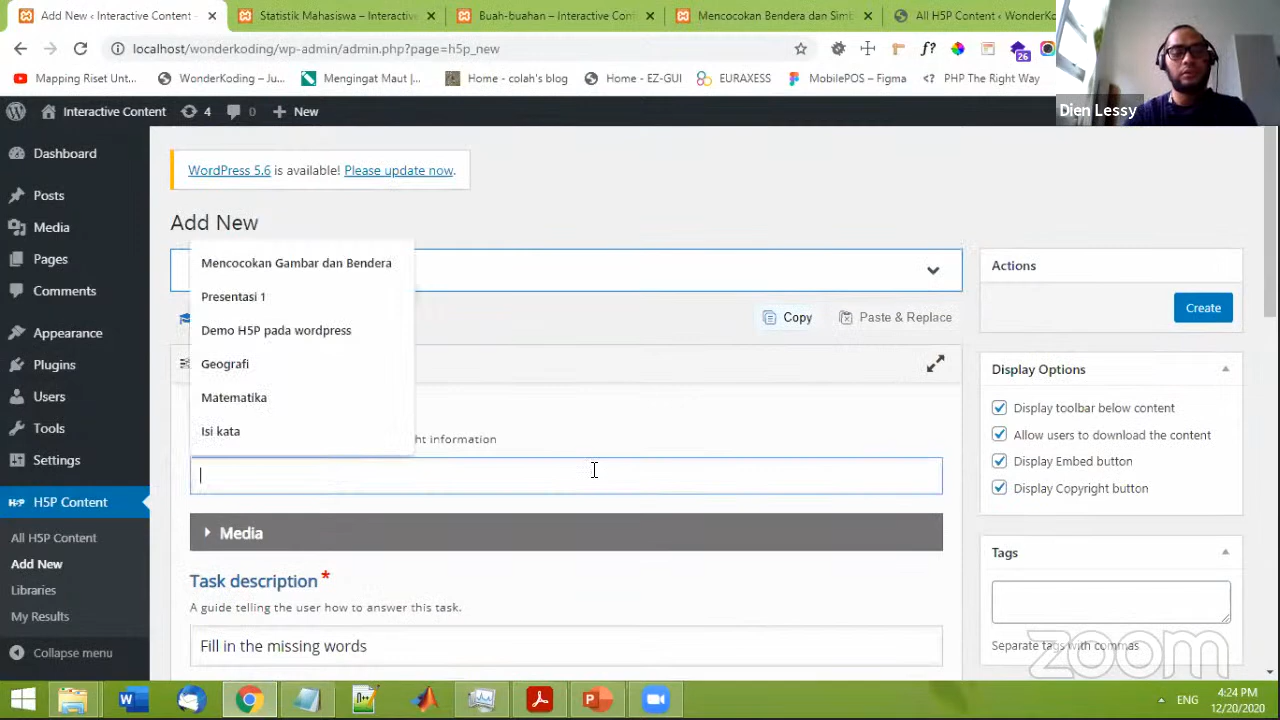 Add New ‹ Interactive Content -
Statistik Mahasiswa – Interactive
Buah-buahan – Interactive Cont
Mencocokan Bendera dan Simb
All H5P Content ‹ WonderK
localhost/wonderkoding/wp-admin/admin.php?page=h5p_new
f?
26
Mapping Riset Unt...
WonderKoding – Ju...
Mengingat Maut |...
Home - colah's blog
Home - EZ-GUI
EURAXESS
MobilePOS – Figma
<?
PHP The Right Way
Dien Lessy
Interactive Content
4
0
New
Dashboard
Posts
Media
Pages
Comments
Appearance
Plugins
Users
Tools
Settings
H5P Content
All H5P Content
Add New
Libraries
My Results
Collapse menu
WordPress 5.6 is available! Please update now.
Add New
Mencocokan Gambar dan Bendera
Presentasi 1
Demo H5P pada wordpress
Geografi
Matematika
Isi kata
Copy
Paste & Replace
ht information
Media
Task description *
A guide telling the user how to answer this task.
Fill in the missing words
Actions
Create
Display Options
Display toolbar below content
Allow users to download the content
Display Embed button
Display Copyright button
Tags
Separate tags with commas
zoom
ENG
4:24 PM
12/20/2020